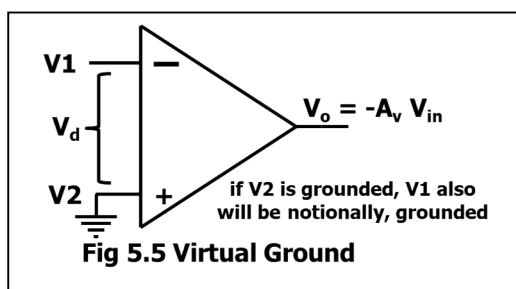 V1
−
Vo = -Av Vin
Vd
V2
+
if V2 is grounded, V1 also
will be notionally, grounded
Fig 5.5 Virtual Ground